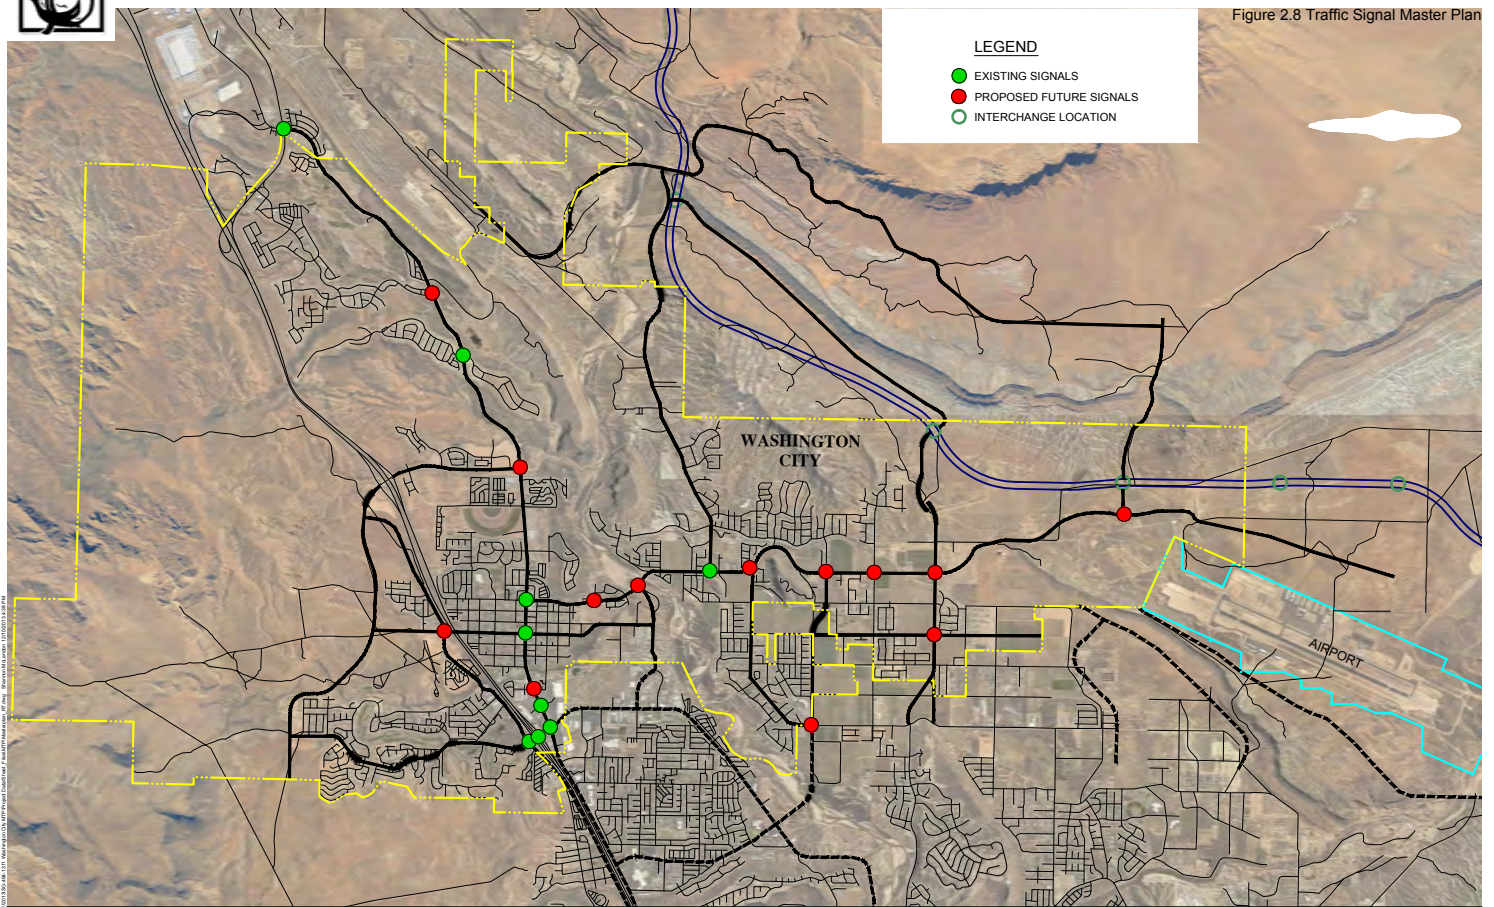 Figure 2.8 Traffic Signal Master Plan
LEGEND
EXISTING SIGNALS
PROPOSED FUTURE SIGNALS
INTERCHANGE LOCATION
WASHINGTON
CITY
AIRPORT